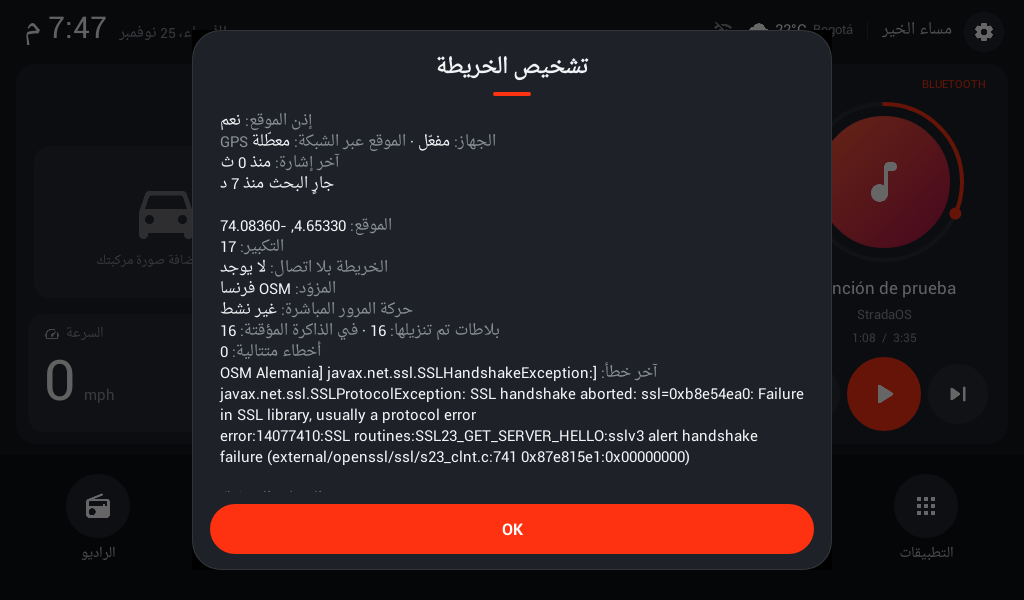 7:47 م
25 نوفمبر
22°C Bogotá
مساء الخير
تشخيص الخريطة
إذن الموقع: نعم
GPS الجهاز: مفعّل · الموقع عبر الشبكة: معطّلة
آخر إشارة: منذ 0 ث
جارٍ البحث منذ 7 د
الموقع: 4.65330, -74.08360
التكبير: 17
الخريطة بلا اتصال: لا يوجد
المزوّد: OSM فرنسا
حركة المرور المباشرة: غير نشط
بلاطات تم تنزيلها: 16 · في الذاكرة المؤقتة: 16
أخطاء متتالية: 0
آخر خطأ: [OSM Alemania] javax.net.ssl.SSLHandshakeException:
javax.net.ssl.SSLProtocolException: SSL handshake aborted: ssl=0xb8e54ea0: Failure
in SSL library, usually a protocol error
error:14077410:SSL routines:SSL23_GET_SERVER_HELLO:sslv3 alert handshake
failure (external/openssl/ssl/s23_clnt.c:741 0x87e815e1:0x00000000)
OK
BLUETOOTH
nción de prueba
StradaOS
1:08 / 3:35
صورة مركبتك
السرعة
0 mph
الراديو
التطبيقات